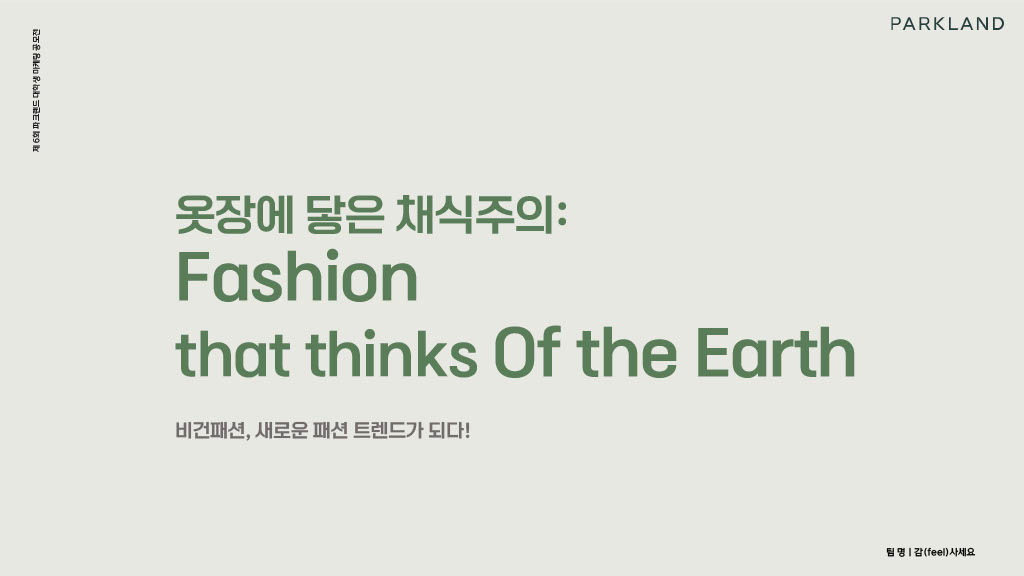 제 6회 파크랜드 대학생 마케팅 공모전
PARKLAND
옷장에 닿은 채식주의:
Fashion
that thinks Of the Earth
비건패션, 새로운 패션 트렌드가 되다!
팀 명 | 감(feel)사세요